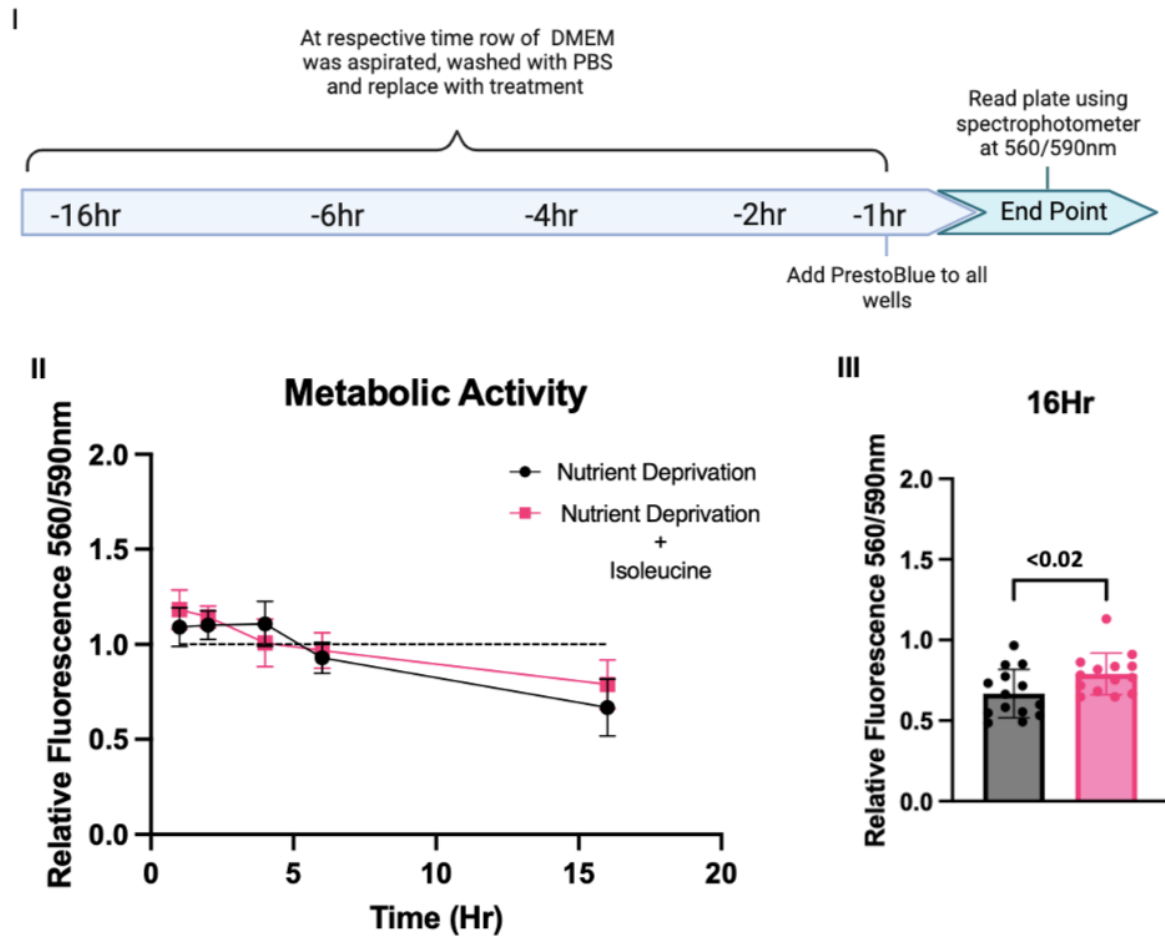 I
At respective time row of DMEM
was aspirated, washed with PBS
and replace with treatment
Read plate using
spectrophotometer
at 560/590nm
-16hr
-6hr
-4hr
-2hr
-1hr
End Point
Add PrestoBlue to all
wells
II
Metabolic Activity
Relative Fluorescence 560/590nm
2.0
1.5
1.0
0.5
0.0
0
5
10
15
20
Time (Hr)
Nutrient Deprivation
Nutrient Deprivation
+
Isoleucine
III
16Hr
Relative Fluorescence 560/590nm
2.0
1.5
1.0
0.5
0.0
<0.02